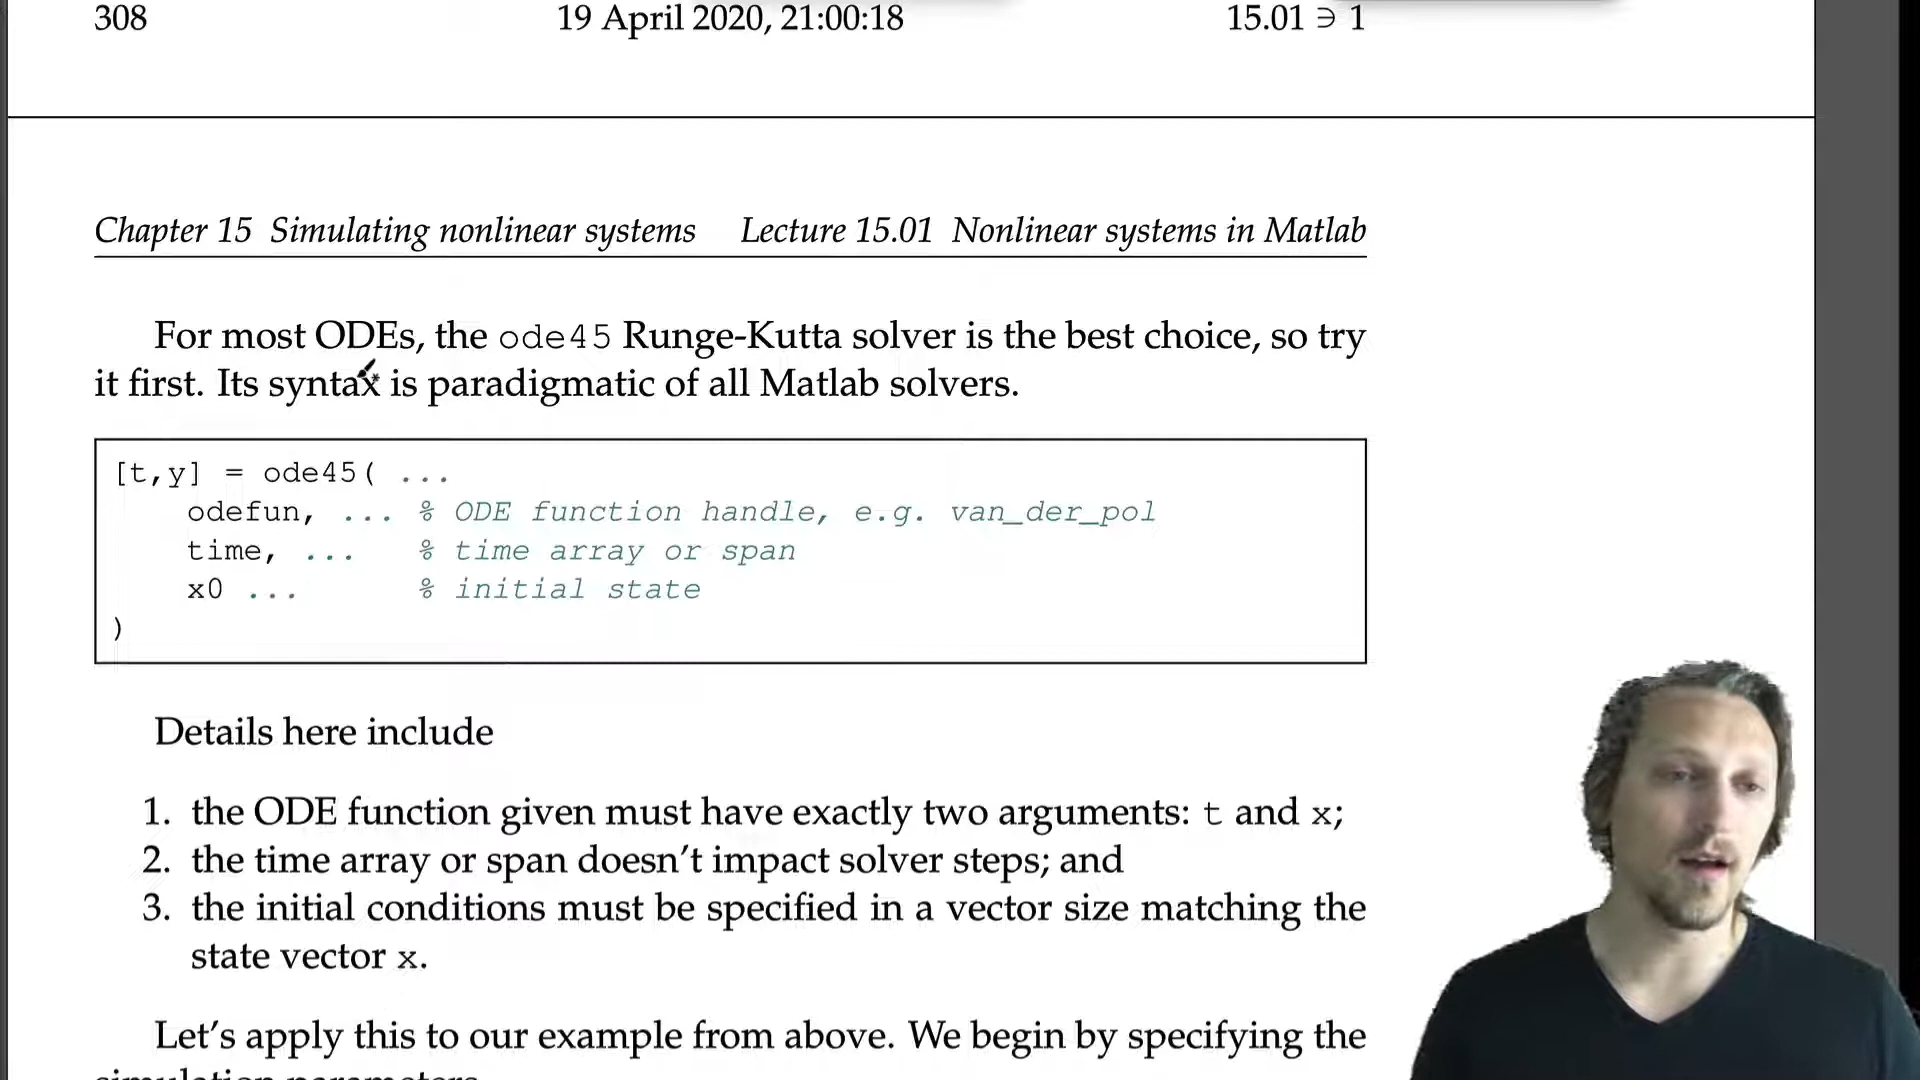 308 19 April 2020, 21:00:18 15.01 ∋ 1
Chapter 15 Simulating nonlinear systems Lecture 15.01 Nonlinear systems in Matlab
For most ODEs, the ode45 Runge-Kutta solver is the best choice, so try
it first. Its syntax is paradigmatic of all Matlab solvers.
[t,y] = ode45( ...
odefun, ... % ODE function handle, e.g. van_der_pol
time, ... % time array or span
x0 ... % initial state
)
Details here include
1. the ODE function given must have exactly two arguments: t and x;
2. the time array or span doesn't impact solver steps; and
3. the initial conditions must be specified in a vector size matching the
state vector x.
Let's apply this to our example from above. We begin by specifying the
simulation parameters.